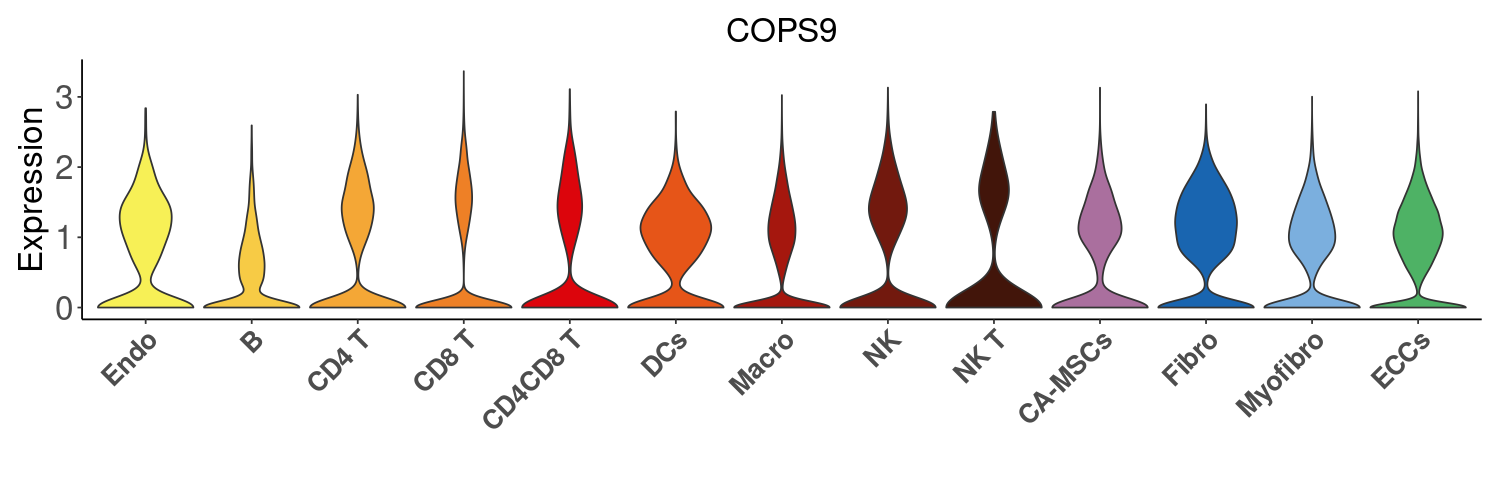 COPS9
Expression
3
2
1
0
Endo
B
CD4 T
CD8 T
CD4CD8 T
DCs
Macro
NK
NK T
CA-MSCs
Fibro
Myofibro
ECCs